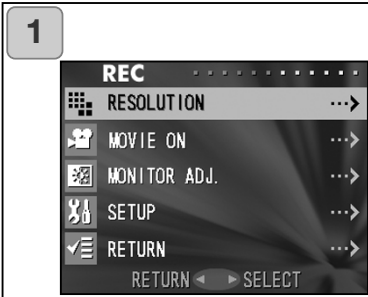 1
REC
RESOLUTION
MOVIE ON
MONITOR ADJ.
SETUP
RETURN
RETURN SELECT